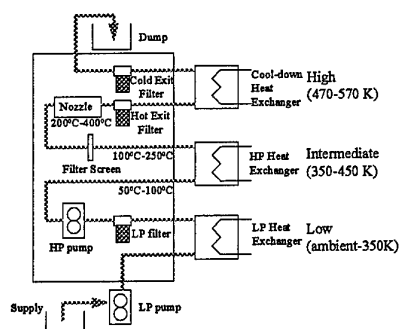 Dump
Cold Exit
Filter
Cool-down
Heat
Exchanger
High
(470-570 K)
Nozzle
200°C-400°C
Hot Exit
Filter
Filter Screen
100°C-250°C
HP Heat
Exchanger
Intermediate
(350-450 K)
50°C-100°C
HP pump
LP filter
LP Heat
Exchanger
Low
(ambient-350K)
Supply
LP pump